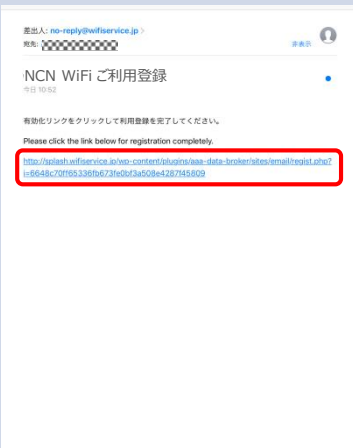 差出人: no-reply@wifiservice.jp >
宛先:
非表示
NCN WiFi ご利用登録
今日 10:52
有効化リンクをクリックして利用登録を完了してください。
Please click the link below for registration completely.
http://splash.wifiservice.jp/wp-content/plugins/aaa-data-broker/sites/email/regist.php?
i=6648c70ff65336fb673fe0bf3a508e4287f45809